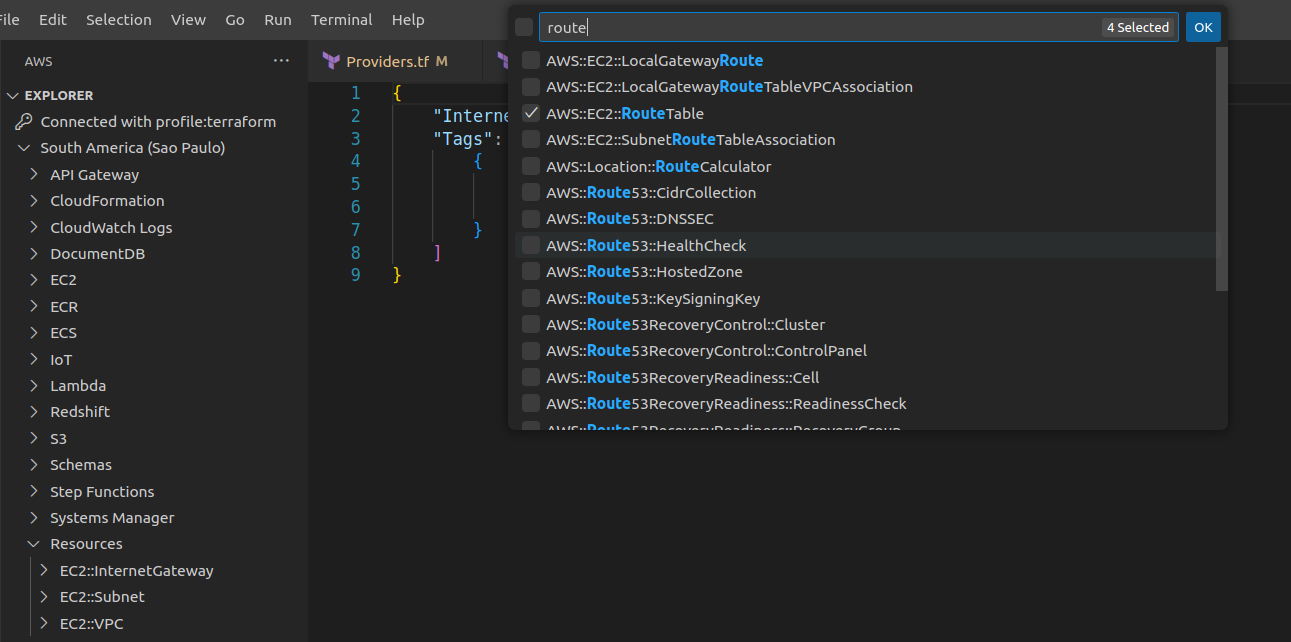 File Edit Selection View Go Run Terminal Help
route
4 Selected
OK
AWS ...
EXPLORER
Connected with profile:terraform
South America (Sao Paulo)
API Gateway
CloudFormation
CloudWatch Logs
DocumentDB
EC2
ECR
ECS
IoT
Lambda
Redshift
S3
Schemas
Step Functions
Systems Manager
Resources
EC2::InternetGateway
EC2::Subnet
EC2::VPC
Providers.tf M
1 {
2 "Interne
3 "Tags":
4 {
5
6
7 }
8 ]
9 }
AWS::EC2::LocalGatewayRoute
AWS::EC2::LocalGatewayRouteTableVPCAssociation
AWS::EC2::RouteTable
AWS::EC2::SubnetRouteTableAssociation
AWS::Location::RouteCalculator
AWS::Route53::CidrCollection
AWS::Route53::DNSSEC
AWS::Route53::HealthCheck
AWS::Route53::HostedZone
AWS::Route53::KeySigningKey
AWS::Route53RecoveryControl::Cluster
AWS::Route53RecoveryControl::ControlPanel
AWS::Route53RecoveryReadiness::Cell
AWS::Route53RecoveryReadiness::ReadinessCheck
AWS::Route53RecoveryReadiness::RecoveryGroup